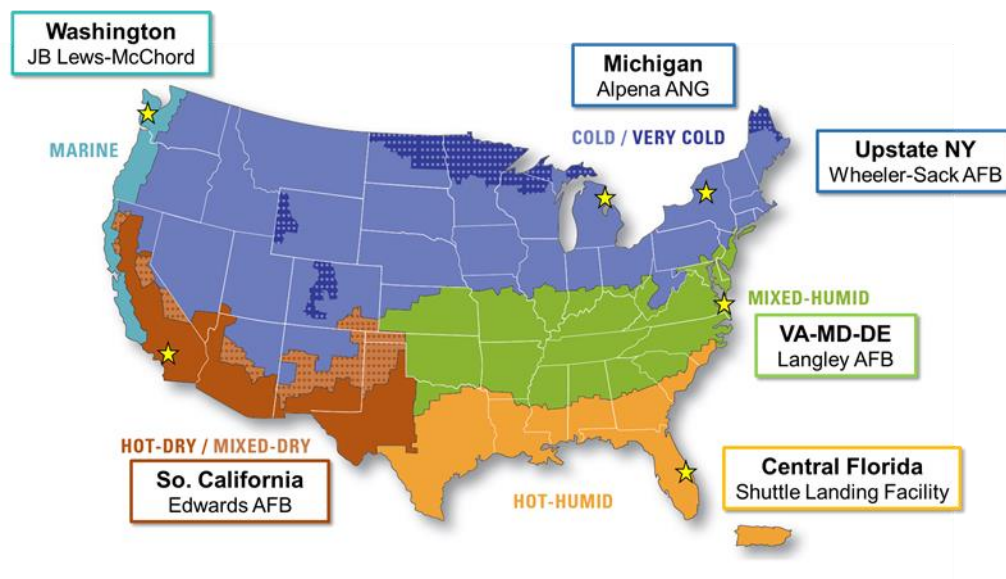 Washington
JB Lews-McChord
Michigan
Alpena ANG
MARINE
COLD / VERY COLD
Upstate NY
Wheeler-Sack AFB
MIXED-HUMID
VA-MD-DE
Langley AFB
HOT-DRY / MIXED-DRY
So. California
Edwards AFB
HOT-HUMID
Central Florida
Shuttle Landing Facility